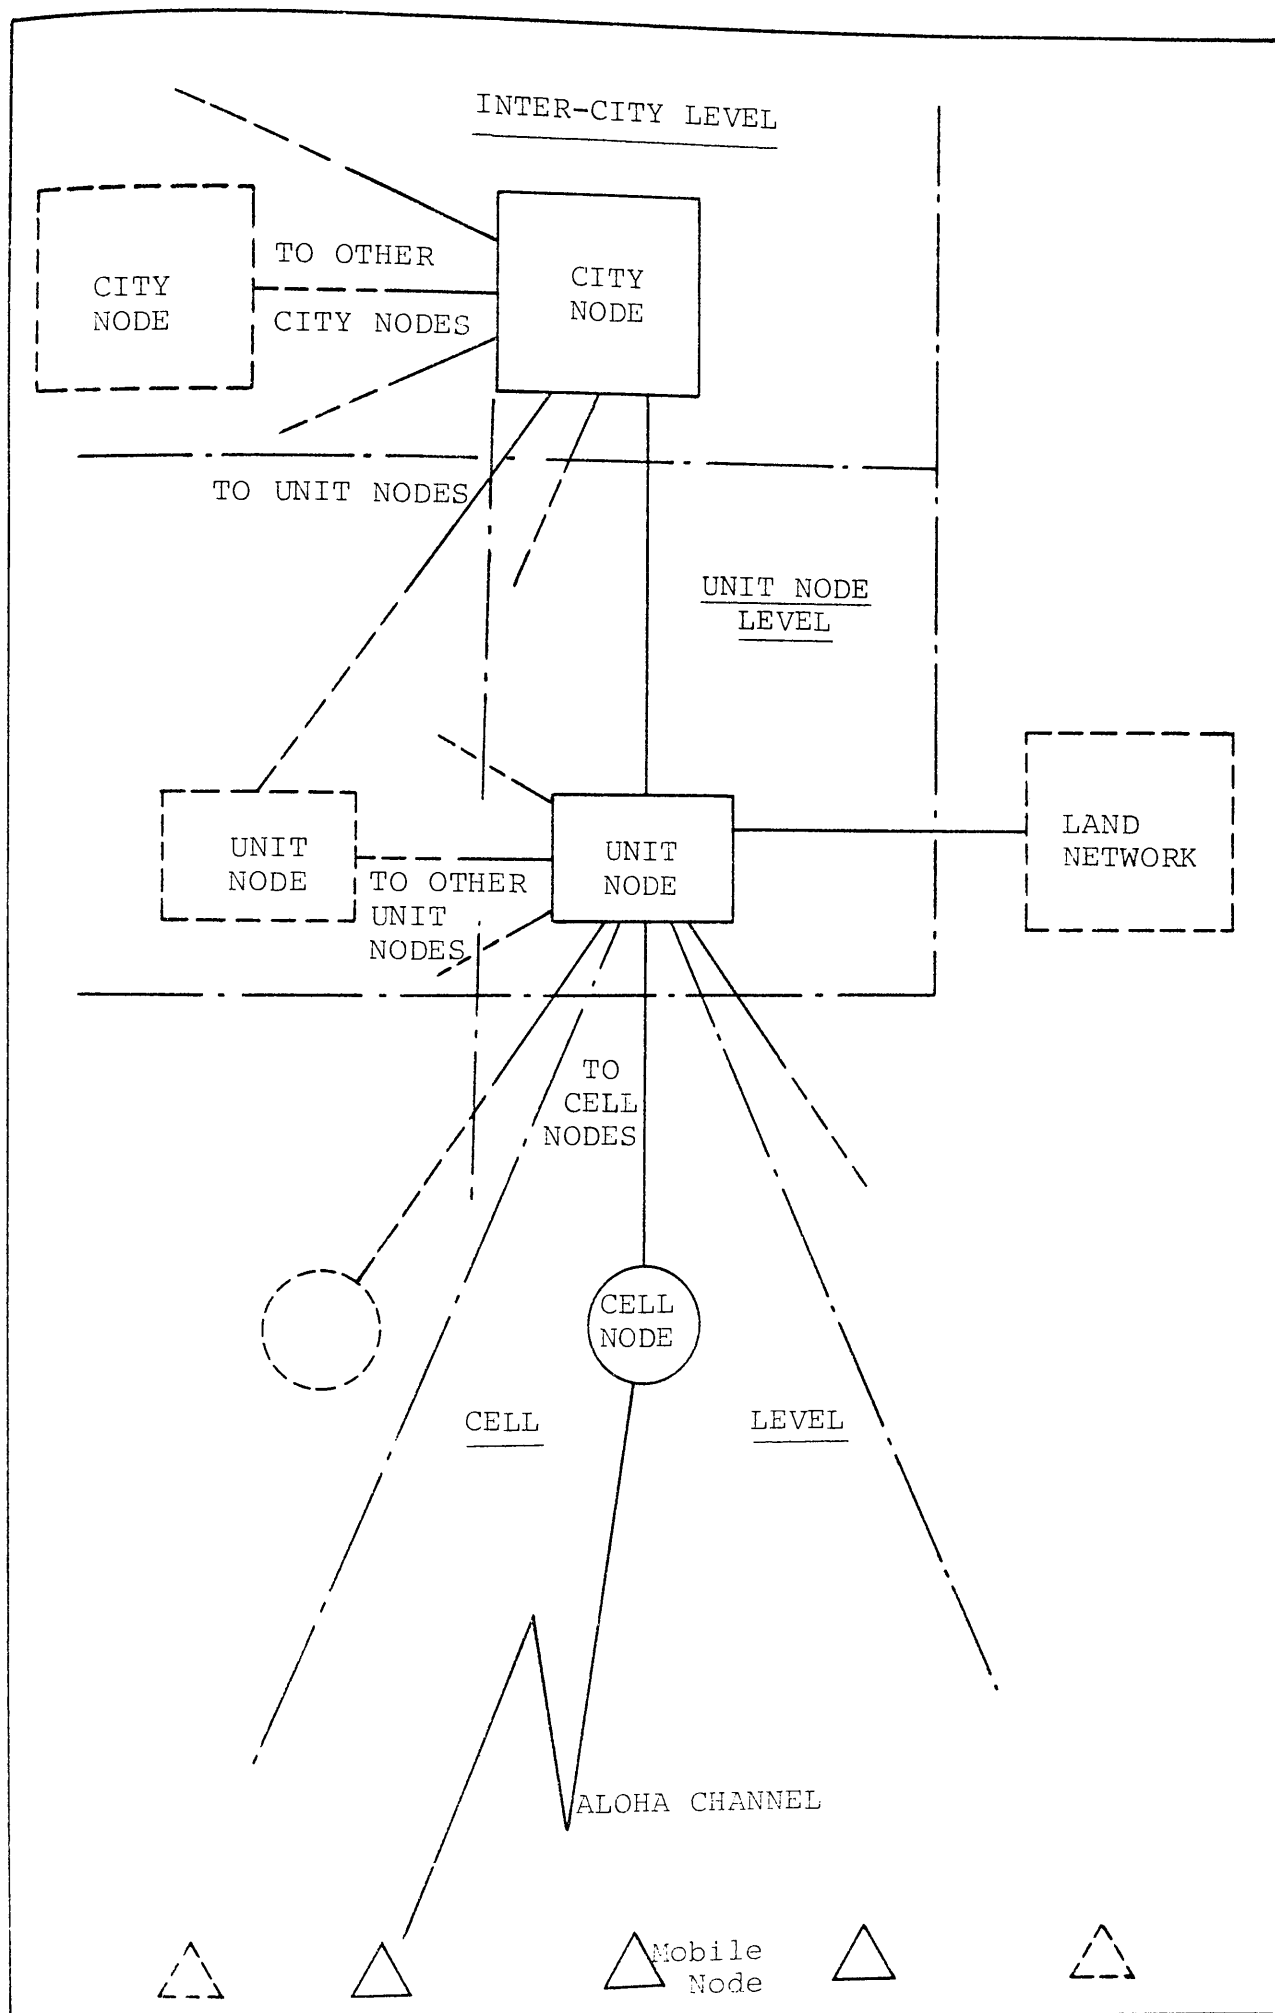 INTER-CITY LEVEL
CITY
NODE
TO OTHER
CITY NODES
CITY
NODE
TO UNIT NODES
UNIT NODE
LEVEL
UNIT
NODE
TO OTHER
UNIT
NODES
UNIT
NODE
LAND
NETWORK
TO
CELL
NODES
CELL
NODE
CELL
LEVEL
ALOHA CHANNEL
Mobile
Node